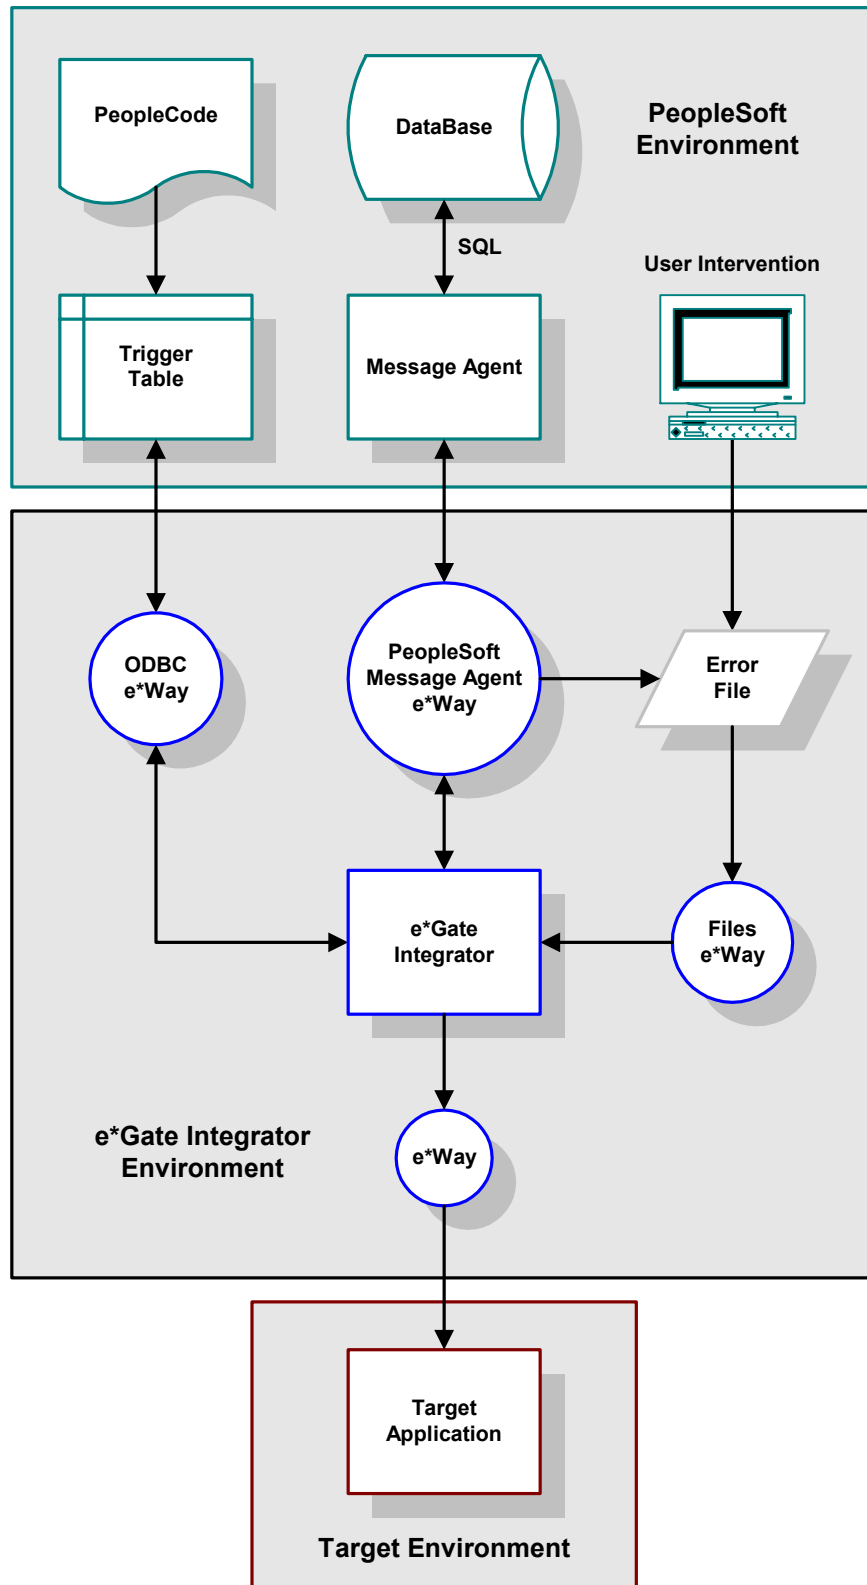 PeopleCode
DataBase
PeopleSoft
Environment
SQL
User Intervention
Trigger
Table
Message Agent
ODBC
e*Way
PeopleSoft
Message Agent
e*Way
Error
File
e*Gate
Integrator
Files
e*Way
e*Gate Integrator
Environment
e*Way
Target
Application
Target Environment